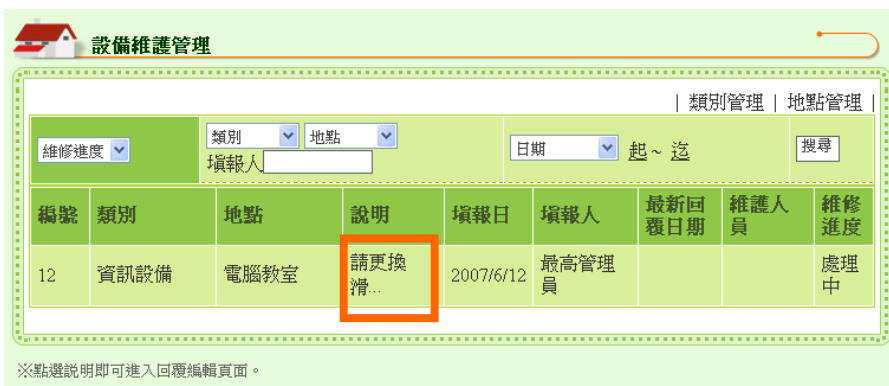 設備維護管理
| 類別管理 | 地點管理 |
維修進度 類別 地點 日期 起~ 迄 搜尋
填報人
編號 類別 地點 說明 填報日 填報人 最新回覆日期 維護人員 維修進度
12 資訊設備 電腦教室 請更換滑... 2007/6/12 最高管理員 處理中
※點選說明即可進入回覆編輯頁面。